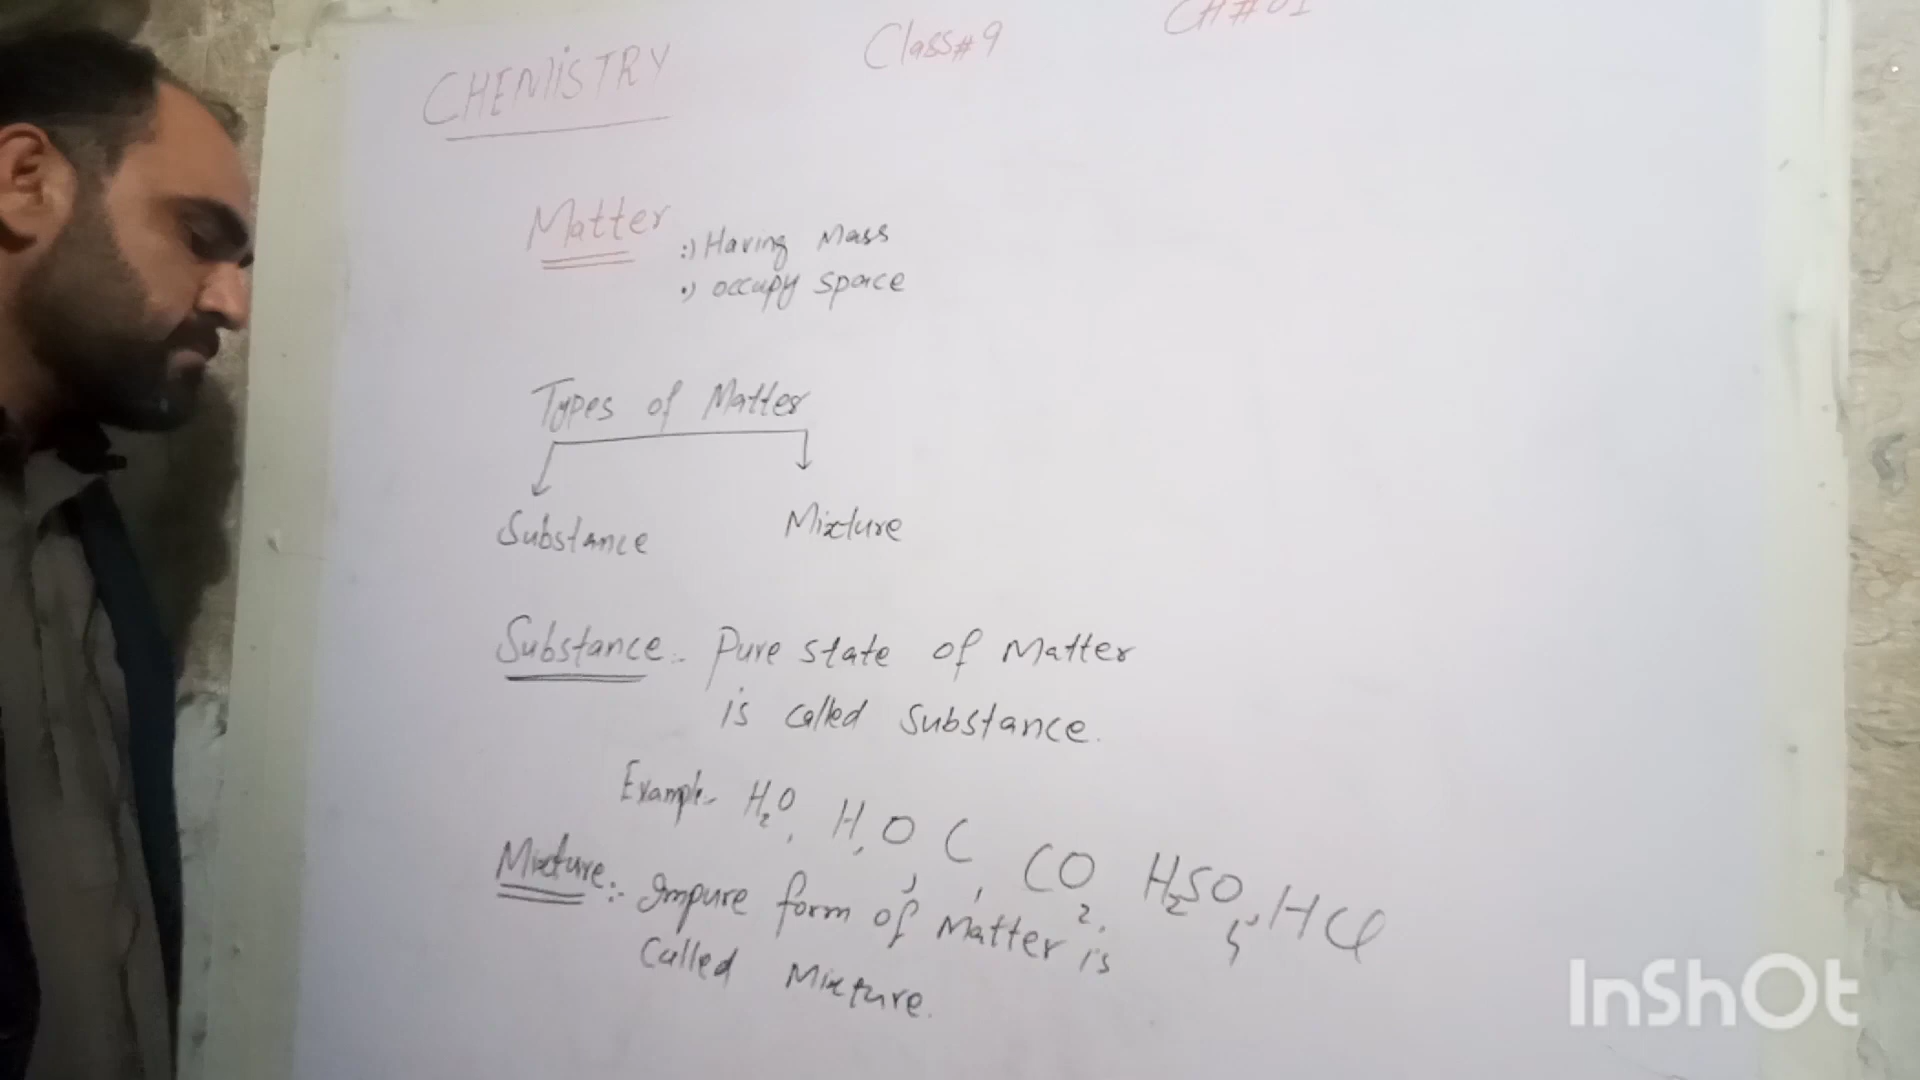 CHEMiSTRY Class#9 CH#01
Matter :) Having Mass
•) occupy space
Types of Matter
Substance Mixture
Substance:- Pure state of Matter
is called Substance.
Example:- H₂O, H, O, C, CO₂, H₂SO₄, HCl
Mixture:- Impure form of Matter is
Called Mixture.
InShOt